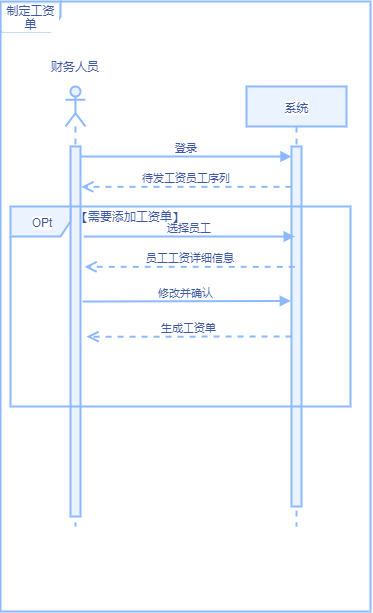 制定工资
单
财务人员
系统
登录
待发工资员工序列
OPt
【需要添加工资单】
选择员工
员工工资详细信息
修改并确认
生成工资单